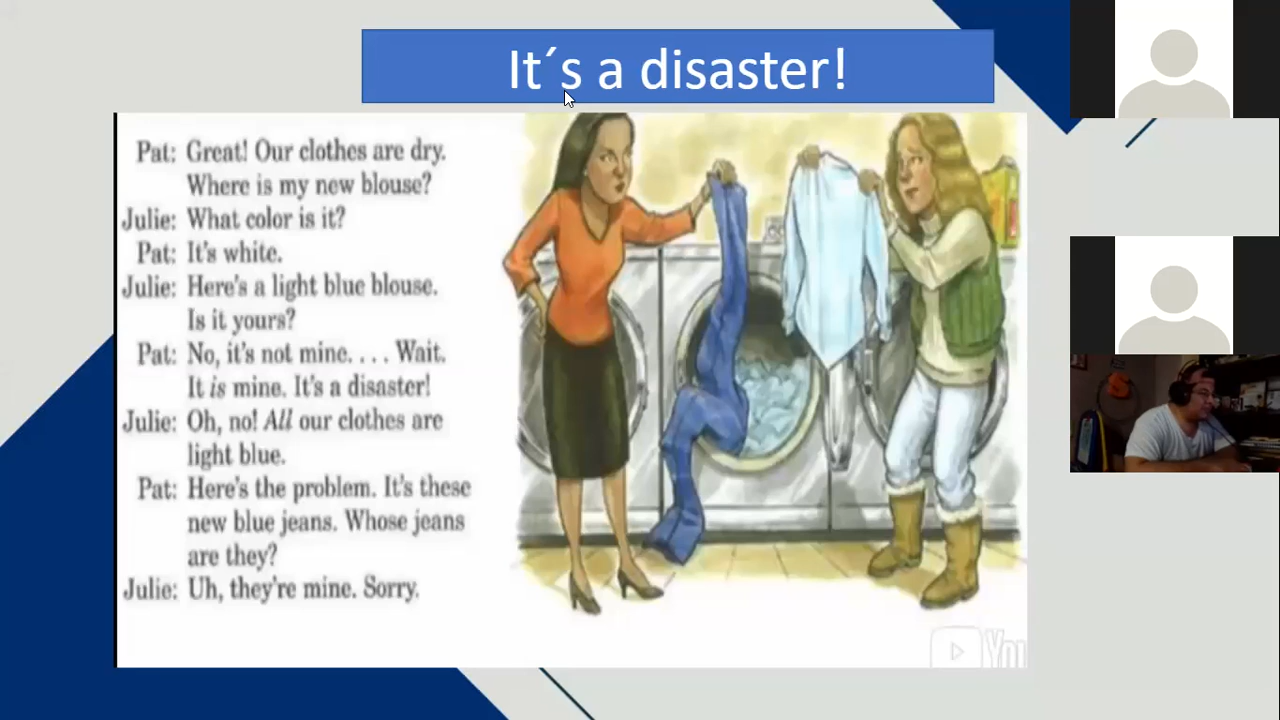 It´s a disaster!
Pat: Great! Our clothes are dry.
Where is my new blouse?
Julie: What color is it?
Pat: It's white.
Julie: Here's a light blue blouse.
Is it yours?
Pat: No, it's not mine. . . . Wait.
It is mine. It's a disaster!
Julie: Oh, no! All our clothes are
light blue.
Pat: Here's the problem. It's these
new blue jeans. Whose jeans
are they?
Julie: Uh, they're mine. Sorry.